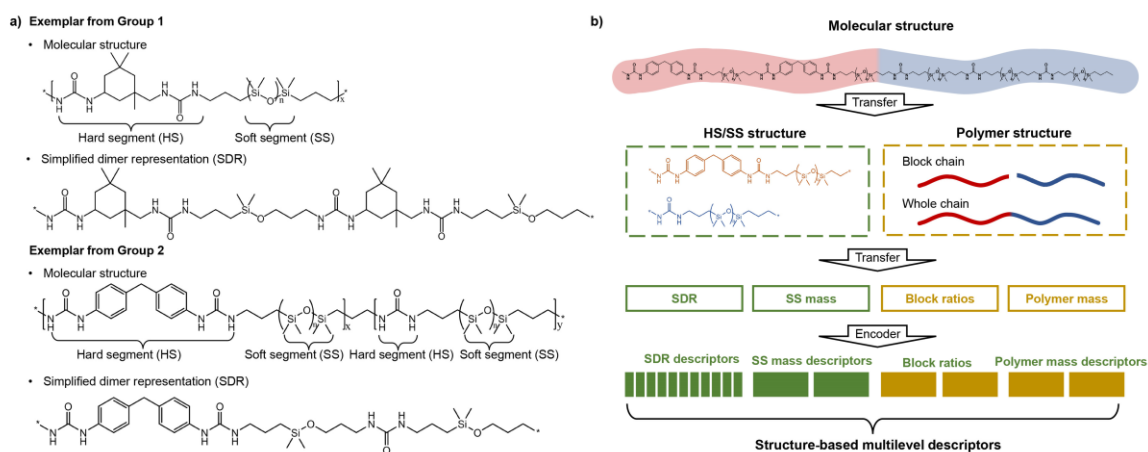 a) Exemplar from Group 1
• Molecular structure
Hard segment (HS)
Soft segment (SS)
• Simplified dimer representation (SDR)
Exemplar from Group 2
• Molecular structure
Hard segment (HS)
Soft segment (SS)
Hard segment (HS)
Soft segment (SS)
• Simplified dimer representation (SDR)
b)
Molecular structure
Transfer
HS/SS structure
Polymer structure
Block chain
Whole chain
Transfer
SDR
SS mass
Block ratios
Polymer mass
Encoder
SDR descriptors
SS mass descriptors
Block ratios
Polymer mass descriptors
Structure-based multilevel descriptors